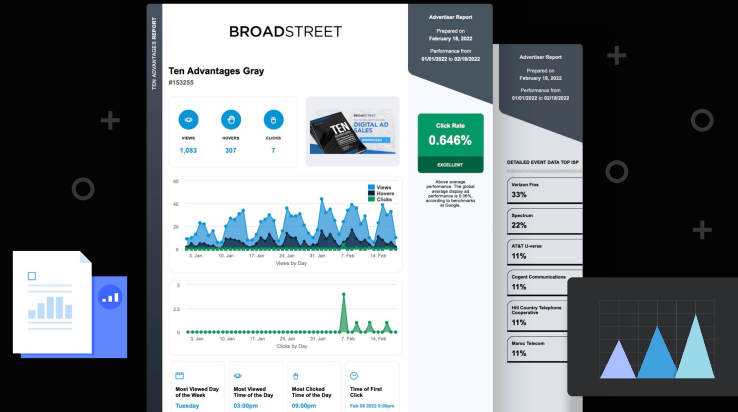 TEN ADVANTAGES REPORT
BROADSTREET
Ten Advantages Gray
#153255
VIEWS
HOVERS
CLICKS
1,083
307
7
BROADSTREET
TEN
DIGITAL AD
SALES
Advertiser Report
Prepared on
February 18, 2022
Performance from
01/01/2022 to 02/18/2022
Click Rate
0.646%
EXCELLENT
Above average
performance. The global
average display ad
performance is 0.05%,
according to benchmarks
at Google.
60
40
20
0
Views
Hovers
Clicks
3. Jan
10. Jan
17. Jan
24. Jan
31. Jan
7. Feb
14. Feb
Views by Day
5
2.5
0
3. Jan
10. Jan
17. Jan
24. Jan
31. Jan
7. Feb
14. Feb
Clicks by Day
Most Viewed Day
of the Week
Tuesday
Most Viewed
Time of the Day
03:00pm
Most Clicked
Time of the Day
09:00pm
Time of First
Click
Feb 08 2022 9:00pm
Advertiser Report
Prepared on
February 18, 2022
Performance from
01/01/2022 to 02/18/2022
DETAILED EVENT DATA TOP ISP
Verizon Fios
33%
Spectrum
22%
AT&T U-verse
11%
Cogent Communications
11%
Hill Country Telephone
Cooperative
11%
Maroc Telecom
11%